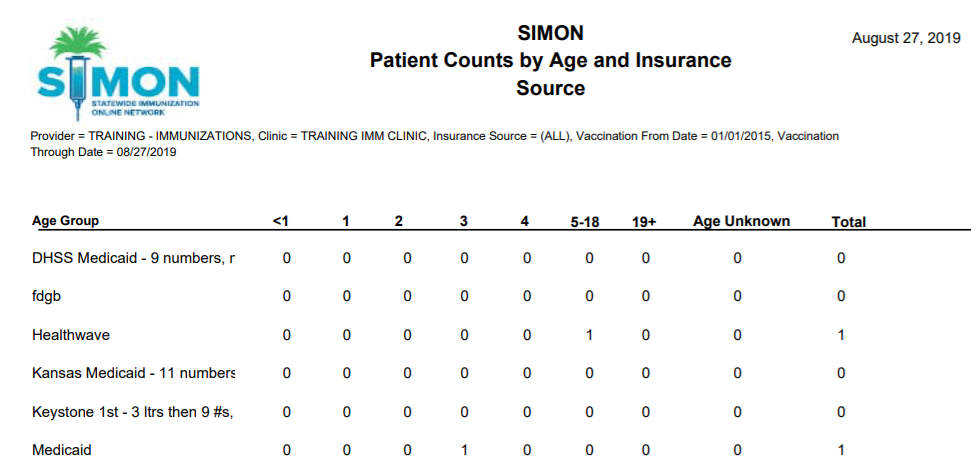 SIMON
STATEWIDE IMMUNIZATION
ONLINE NETWORK
SIMON
Patient Counts by Age and Insurance
Source
August 27, 2019
Provider = TRAINING - IMMUNIZATIONS, Clinic = TRAINING IMM CLINIC, Insurance Source = (ALL), Vaccination From Date = 01/01/2015, Vaccination
Through Date = 08/27/2019
Age Group <1 1 2 3 4 5-18 19+ Age Unknown Total
DHSS Medicaid - 9 numbers, r 0 0 0 0 0 0 0 0 0
fdgb 0 0 0 0 0 0 0 0 0
Healthwave 0 0 0 0 0 1 0 0 1
Kansas Medicaid - 11 numbers 0 0 0 0 0 0 0 0 0
Keystone 1st - 3 ltrs then 9 #s, 0 0 0 0 0 0 0 0 0
Medicaid 0 0 0 1 0 0 0 0 1